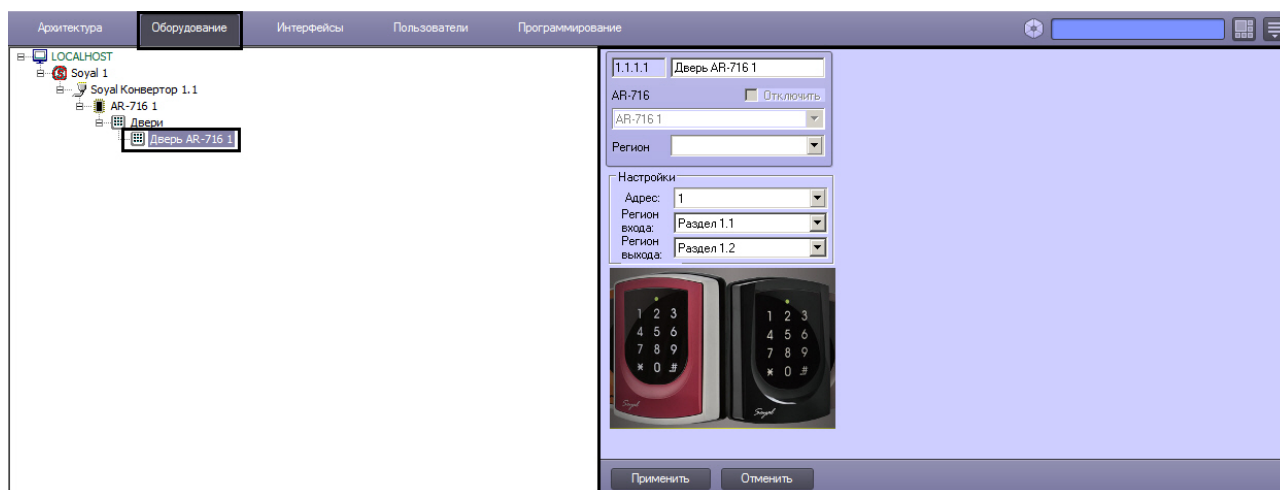 Архитектура Оборудование Интерфейсы Пользователи Программирование
LOCALHOST
Soyal 1
Soyal Конвертор 1.1
AR-716 1
Двери
Дверь AR-716 1
1.1.1.1 Дверь AR-716 1
AR-716 Отключить
AR-716 1
Регион
Настройки
Адрес: 1
Регион входа: Раздел 1.1
Регион выхода: Раздел 1.2
1 2 3 1 2 3
4 5 6 4 5 6
7 8 9 7 8 9
* 0 # * 0 #
Soyal Soyal
Применить Отменить